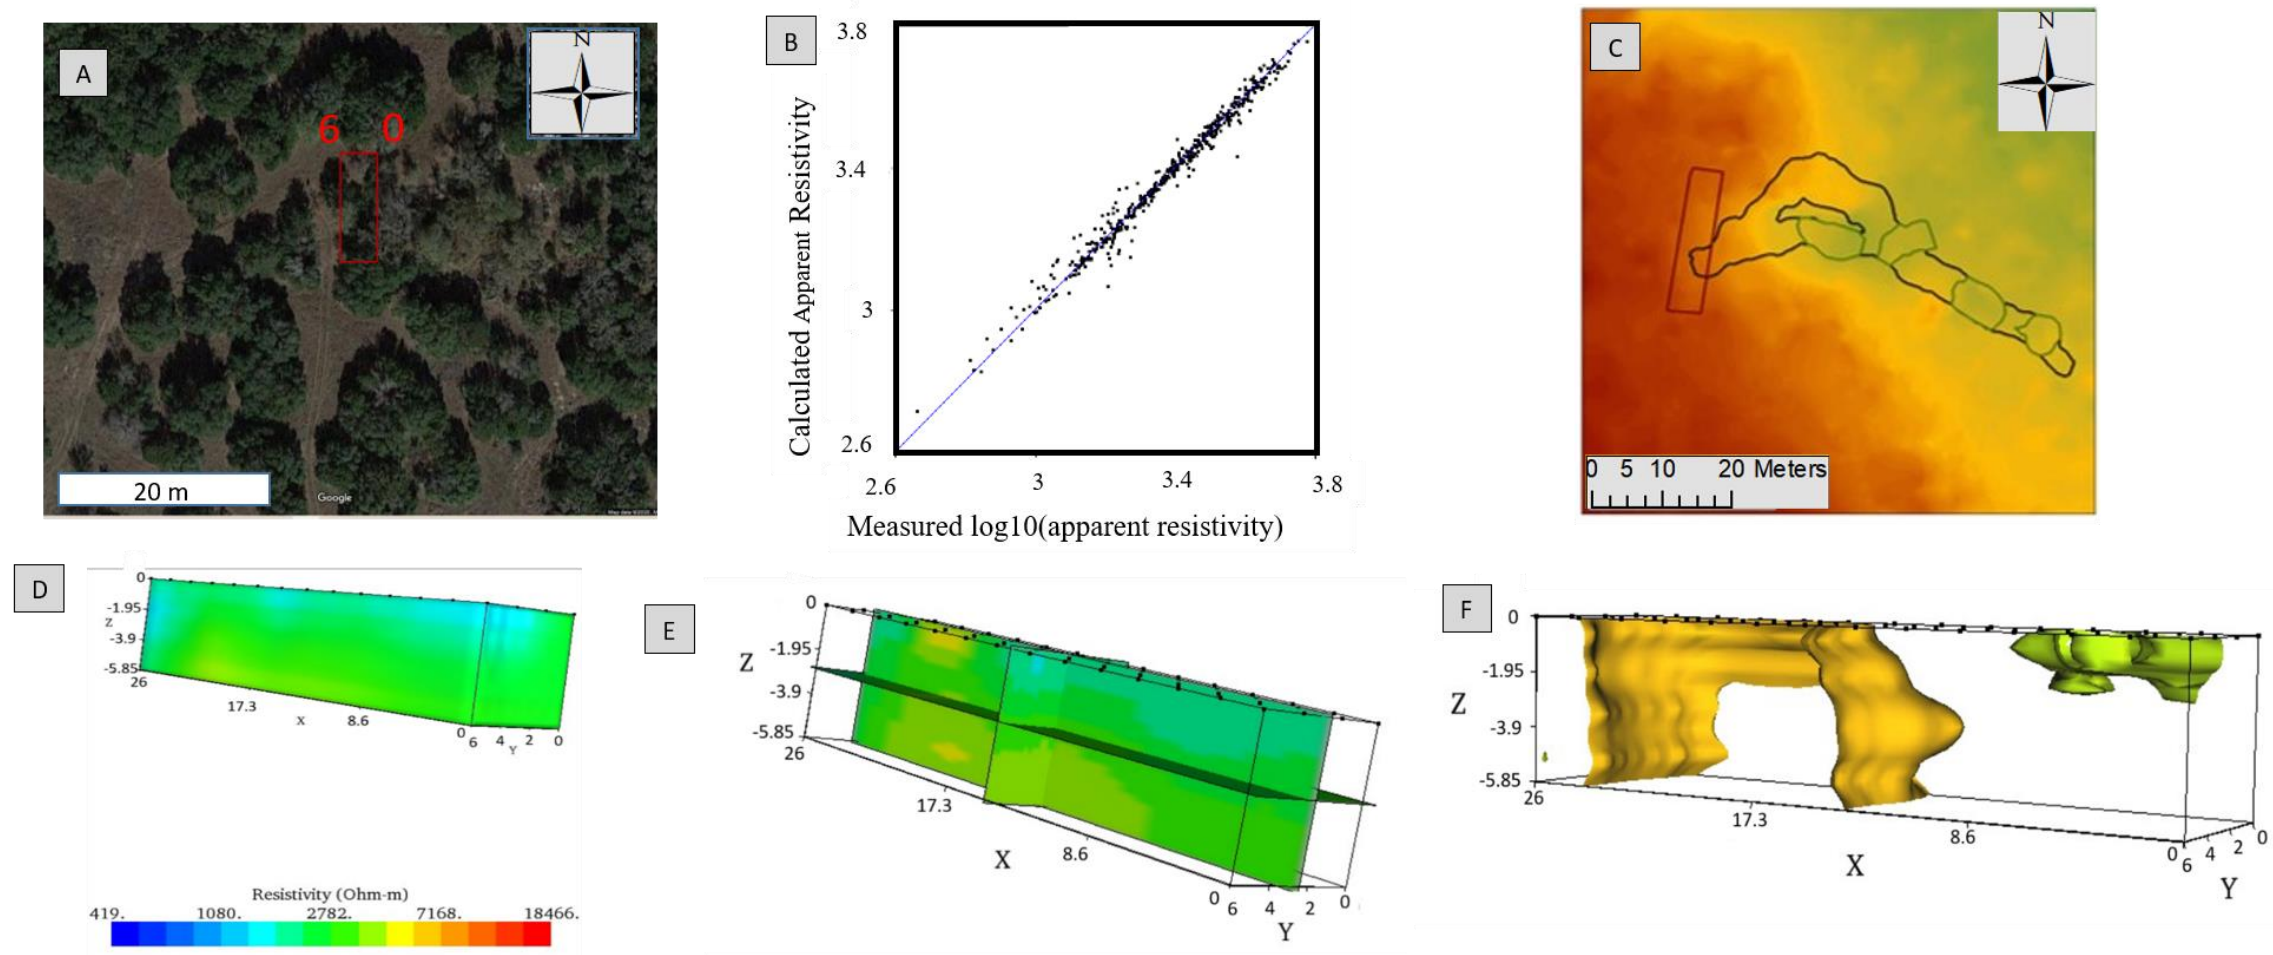 A
N
6 0
20 m
Google
B
3.8
3.4
3
2.6
Calculated Apparent Resistivity
2.6 3 3.4 3.8
Measured log10(apparent resistivity)
C
N
0 5 10 20 Meters
D
0
-1.95
Z
-3.9
-5.85
26
17.3
X
8.6
0
6 4 2 0
Y
Resistivity (Ohm-m)
419. 1080. 2782. 7168. 18466.
E
0
-1.95
Z
-3.9
-5.85
26
17.3
X
8.6
0
6 4 2 0
Y
F
0
-1.95
Z
-3.9
-5.85
26
17.3
X
8.6
0
6 4 2 0
Y